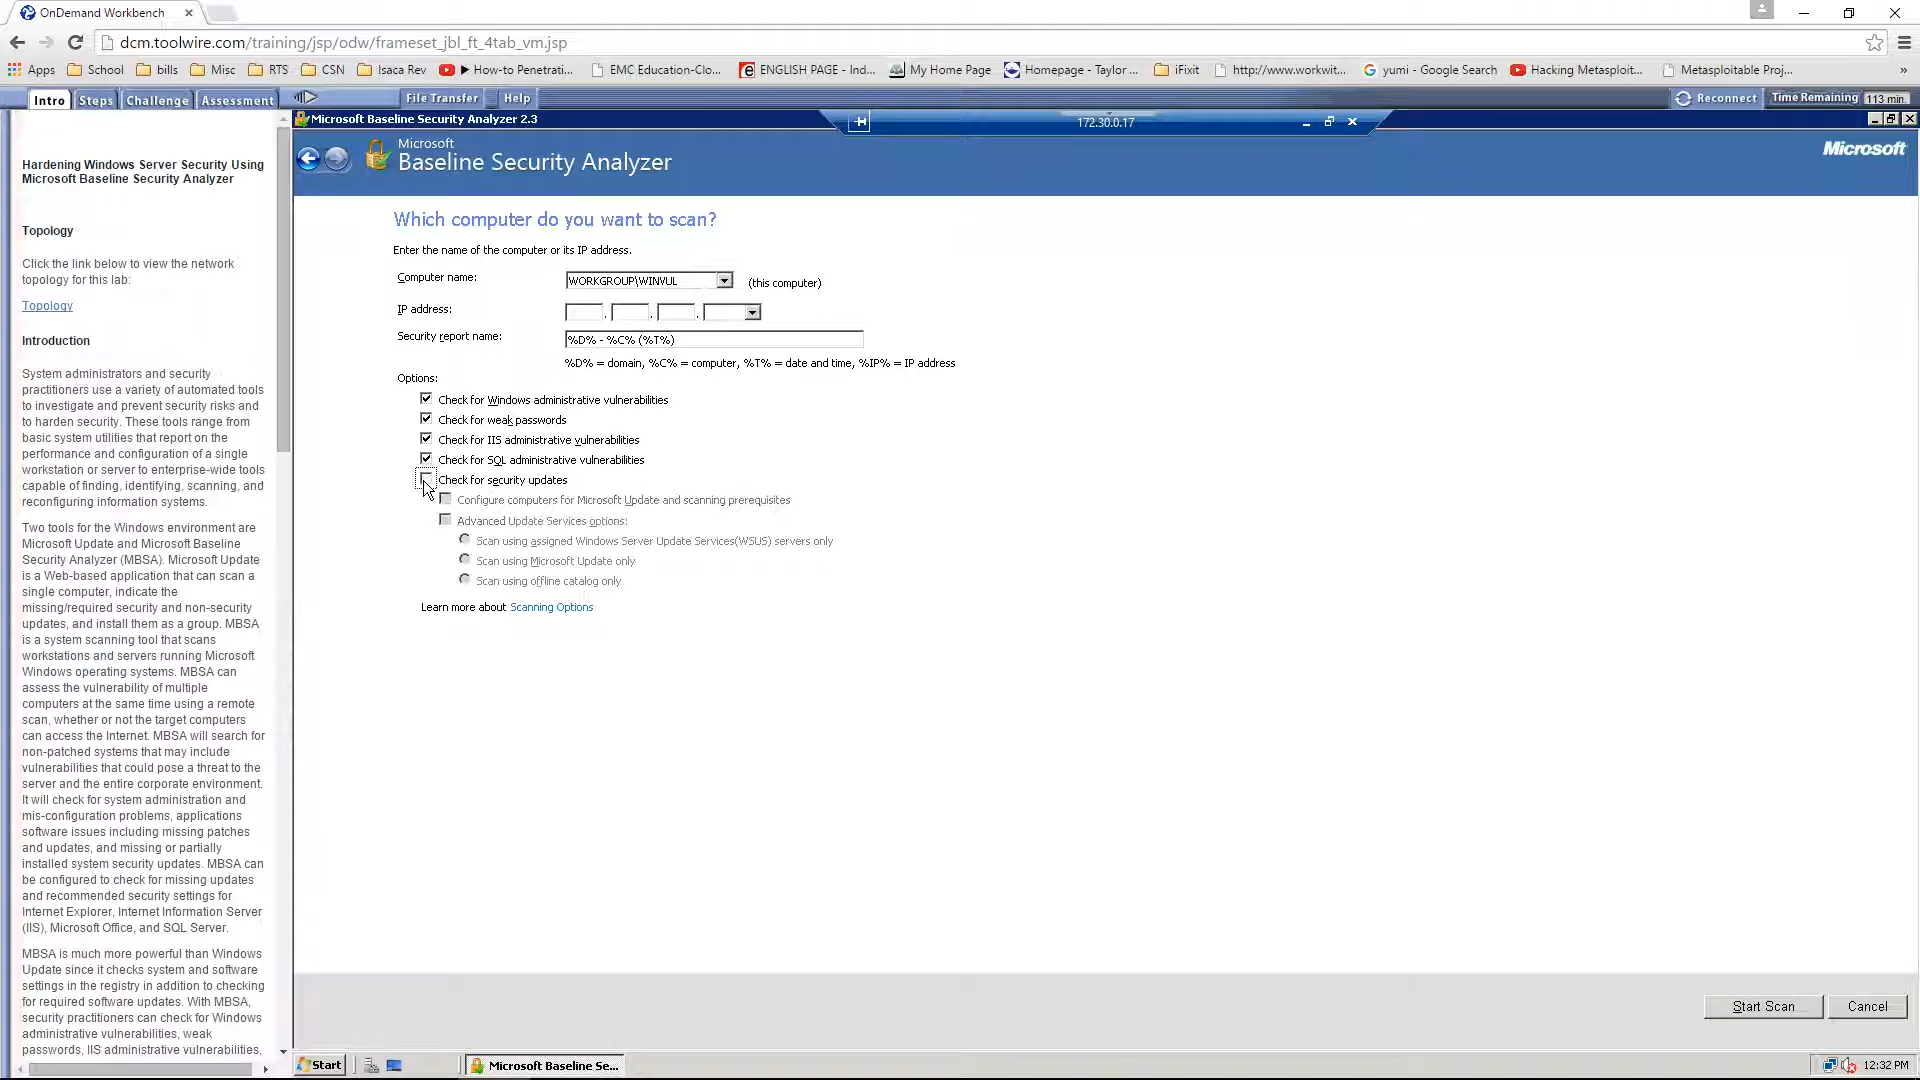 OnDemand Workbench
dcm.toolwire.com/training/jsp/odw/frameset_jbl_ft_4tab_vm.jsp
Apps School bills Misc RTS CSN Isaca Rev ▶ How-to Penetrati... EMC Education-Clo... ENGLISH PAGE - Ind... My Home Page Homepage - Taylor ... iFixit http://www.workwit... yumi - Google Search Hacking Metasploit... Metasploitable Proj... »
Intro Steps Challenge Assessment File Transfer Help Reconnect Time Remaining 113 min.
Microsoft Baseline Security Analyzer 2.3
172.30.0.17
Microsoft
Baseline Security Analyzer
Microsoft
Hardening Windows Server Security Using
Microsoft Baseline Security Analyzer
Topology
Click the link below to view the network
topology for this lab:
Topology
Introduction
System administrators and security
practitioners use a variety of automated tools
to investigate and prevent security risks and
to harden security. These tools range from
basic system utilities that report on the
performance and configuration of a single
workstation or server to enterprise-wide tools
capable of finding, identifying, scanning, and
reconfiguring information systems.
Two tools for the Windows environment are
Microsoft Update and Microsoft Baseline
Security Analyzer (MBSA). Microsoft Update
is a Web-based application that can scan a
single computer, indicate the
missing/required security and non-security
updates, and install them as a group. MBSA
is a system scanning tool that scans
workstations and servers running Microsoft
Windows operating systems. MBSA can
assess the vulnerability of multiple
computers at the same time using a remote
scan, whether or not the target computers
can access the Internet. MBSA will search for
non-patched systems that may include
vulnerabilities that could pose a threat to the
server and the entire corporate environment.
It will check for system administration and
mis-configuration problems, applications
software issues including missing patches
and updates, and missing or partially
installed system security updates. MBSA can
be configured to check for missing updates
and recommended security settings for
Internet Explorer, Internet Information Server
(IIS), Microsoft Office, and SQL Server.
MBSA is much more powerful than Windows
Update since it checks system and software
settings in the registry in addition to checking
for required software updates. With MBSA,
security practitioners can check for Windows
administrative vulnerabilities, weak
passwords, IIS administrative vulnerabilities,
Which computer do you want to scan?
Enter the name of the computer or its IP address.
Computer name: WORKGROUP\WINVUL (this computer)
IP address: . . .
Security report name: %D% - %C% (%T%)
%D% = domain, %C% = computer, %T% = date and time, %IP% = IP address
Options:
Check for Windows administrative vulnerabilities
Check for weak passwords
Check for IIS administrative vulnerabilities
Check for SQL administrative vulnerabilities
Check for security updates
Configure computers for Microsoft Update and scanning prerequisites
Advanced Update Services options:
Scan using assigned Windows Server Update Services(WSUS) servers only
Scan using Microsoft Update only
Scan using offline catalog only
Learn more about Scanning Options
Start Scan Cancel
Start Microsoft Baseline Se... 12:32 PM